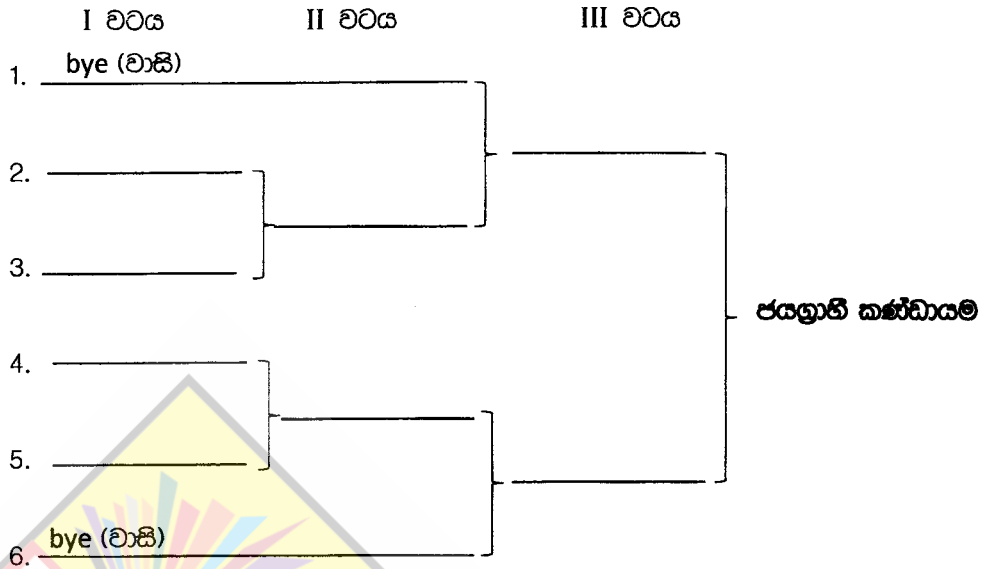 I වටය II වටය III වටය
1. bye (වාසි)
2.
3.
ජයග්‍රාහී කණ්ඩායම
4.
5.
6. bye (වාසි)